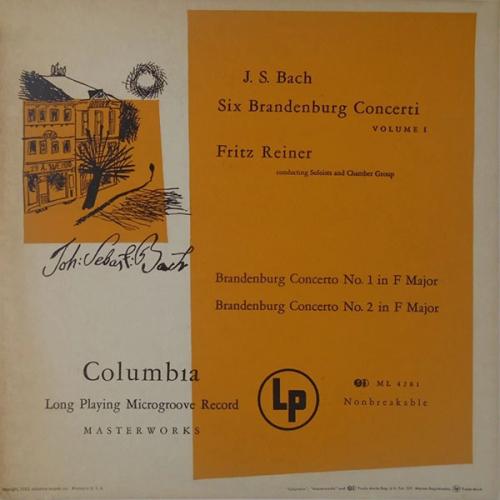 J. S. Bach
Six Brandenburg Concerti
VOLUME I
Fritz Reiner
conducting Soloists and Chamber Group
Joh: Sebast: Bach
Brandenburg Concerto No. 1 in F Major
Brandenburg Concerto No. 2 in F Major
Columbia
Long Playing Microgroove Record
MASTERWORKS
Lp
ML 4281
Nonbreakable